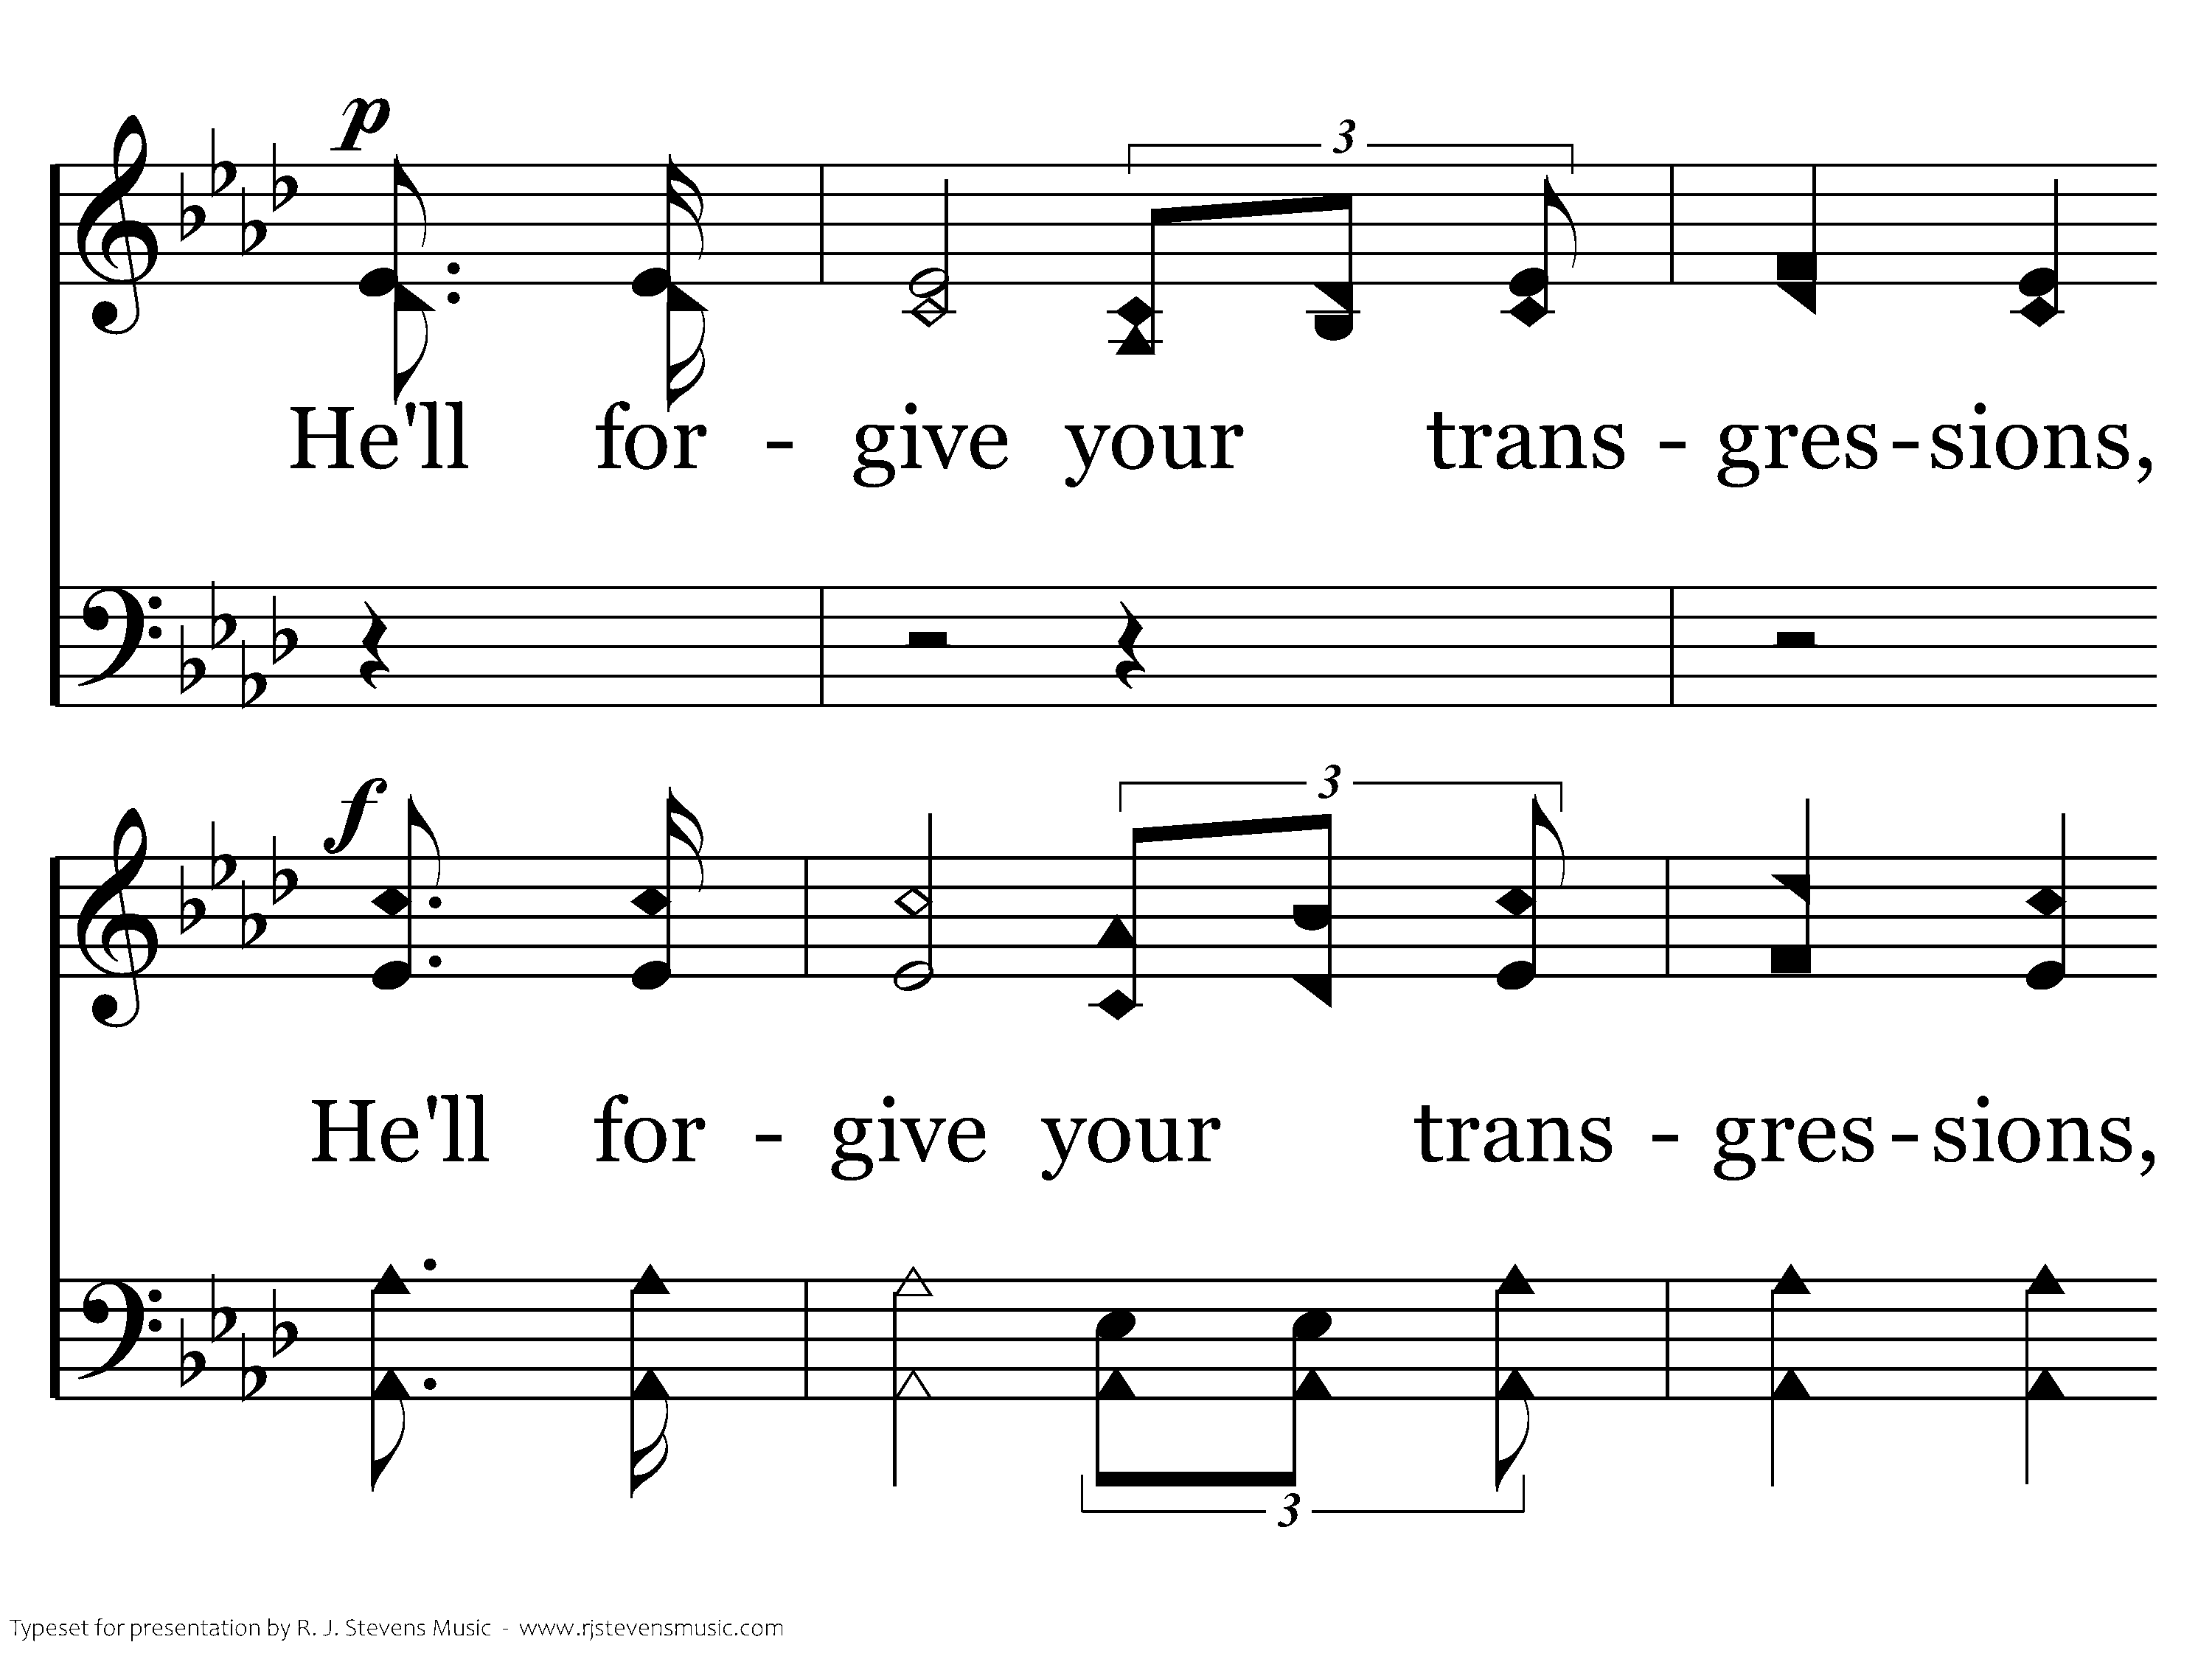 p
3
He'll for - give your trans - gres - sions,
f
3
He'll for - give your trans - gres - sions,
3
Typeset for presentation by R. J. Stevens Music - www.rjstevensmusic.com